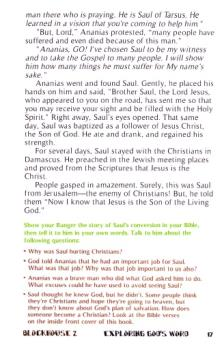 man there who is praying. He is Saul of Tarsus. He
learned in a vision that you're coming to help him."
"But, Lord," Ananias protested, "many people have
suffered and even died because of this man."
"Ananias, GO! I've chosen Saul to be my witness
and to take the Gospel to many people. I will show
him how many things he must suffer for My name's
sake."
Ananias went and found Saul. Gently, he placed his
hands on him and said, "Brother Saul, the Lord Jesus,
who appeared to you on the road, has sent me so that
you may receive your sight and be filled with the Holy
Spirit." Right away, Saul's eyes opened. That same
day, Saul was baptized as a follower of Jesus Christ,
the Son of God. He ate and drank, and regained his
strength.
For several days, Saul stayed with the Christians in
Damascus. He preached in the Jewish meeting places
and proved from the Scriptures that Jesus is the
Christ.
People gasped in amazement. Surely, this was Saul
from Jerusalem—the enemy of Christians! But, he told
them "Now I know that Jesus is the Son of the Living
God."
Show your Ranger the story of Saul's conversion in your Bible,
then tell it to him in your own words. Talk to him about the
following questions:
• Why was Saul hurting Christians?
• God told Ananias that he had an important job for Saul.
What was that job? Why was that job important to us also?
• Ananias was a brave man who did what God asked him to do.
What excuses could he have used to avoid seeing Saul?
• Saul thought he knew God, but he didn't. Some people think
they're Christians and hope they're going to heaven, but
they don't know about God's plan of salvation. How does
someone become a Christian? Look at the Bible verses
on the inside front cover of this book.
BLOCKHOUSE 2 EXPLORING GOD'S WORD 17